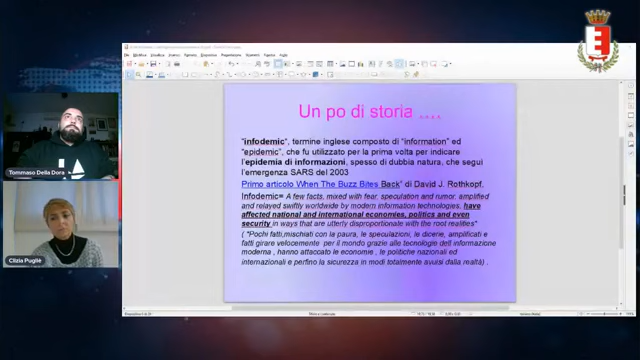 Un po di storia ....
"infodemic", termine inglese composto di "information" ed
"epidemic", che fu utilizzato per la prima volta per indicare
l'epidemia di informazioni, spesso di dubbia natura, che seguì
l'emergenza SARS del 2003
Primo articolo When The Buzz Bites Back" di David J. Rothkopf.
Infodemic= A few facts, mixed with fear, speculation and rumor, amplified
and relayed swiftly worldwide by modern information technologies, have
affected national and international economies, politics and even
security in ways that are utterly disproportionate with the root realities"
( "Pochi fatti,mischiati con la paura, le speculazioni, le dicerie, amplificati e
fatti girare velocemente per il mondo grazie alle tecnologie dell'informazione
moderna , hanno attaccato le economie , le politiche nazionali ed
internazionali e perfino la sicurezza in modi totalmente avulsi dalla realtà) .
Tommaso Della Dora
Clizia Pugliè